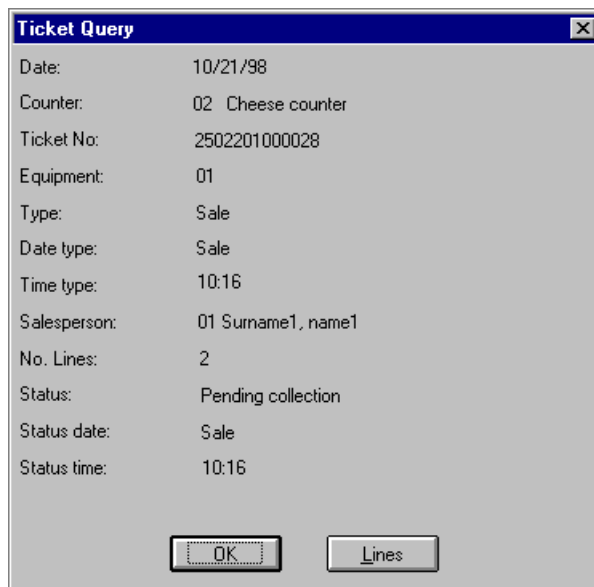 Ticket Query
Date: 10/21/98
Counter: 02 Cheese counter
Ticket No: 2502201000028
Equipment: 01
Type: Sale
Date type: Sale
Time type: 10:16
Salesperson: 01 Surname1, name1
No. Lines: 2
Status: Pending collection
Status date: Sale
Status time: 10:16
OK Lines